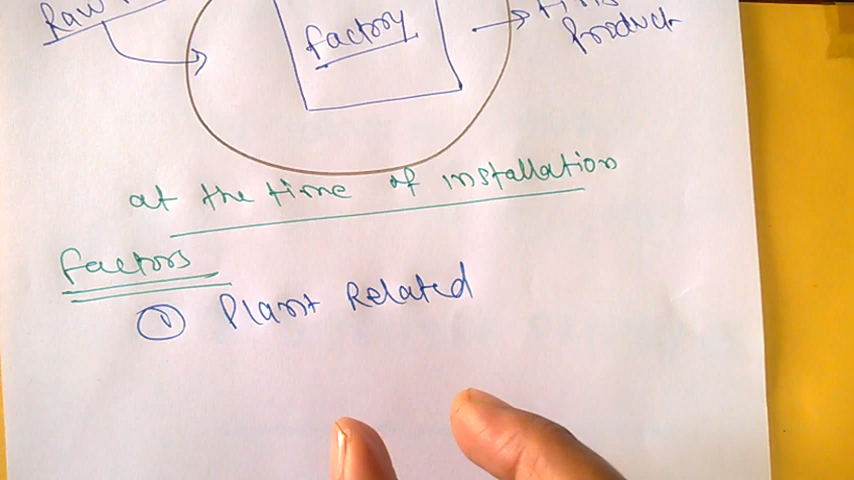 Raw
factory
Product
at the time of installation
Factors
① Plant Related